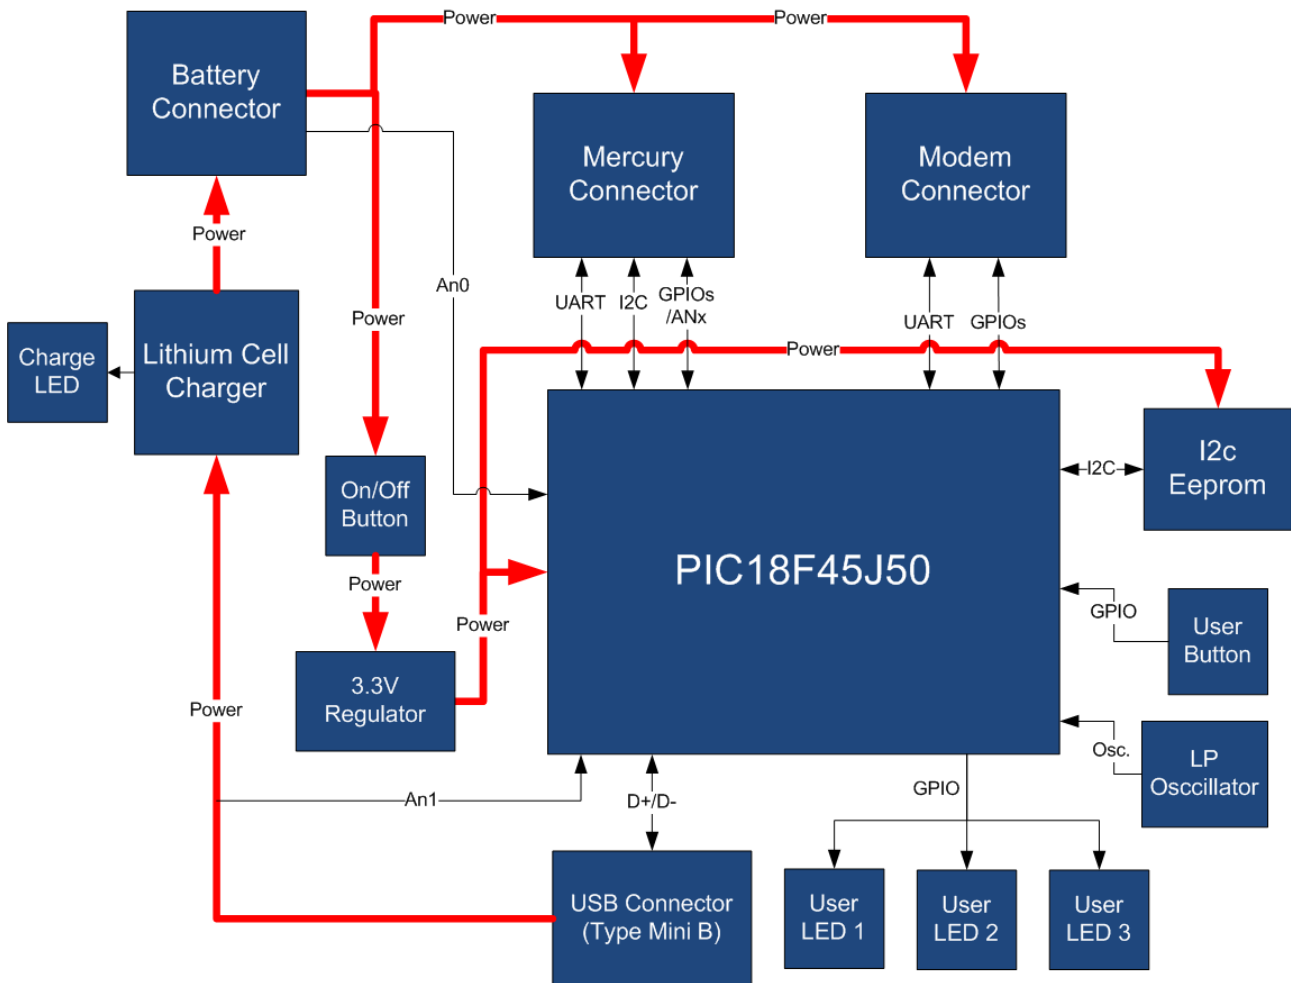 Power
Power
Battery
Connector
Mercury
Connector
Modem
Connector
Power
An0
UART
I2C
GPIOs
/ANx
UART
GPIOs
Power
Power
Charge
LED
Lithium Cell
Charger
On/Off
Button
I2C
I2c
Eeprom
PIC18F45J50
Power
GPIO
User
Button
Power
3.3V
Regulator
Power
Osc.
LP
Osccillator
An1
D+/D-
GPIO
USB Connector
(Type Mini B)
User
LED 1
User
LED 2
User
LED 3